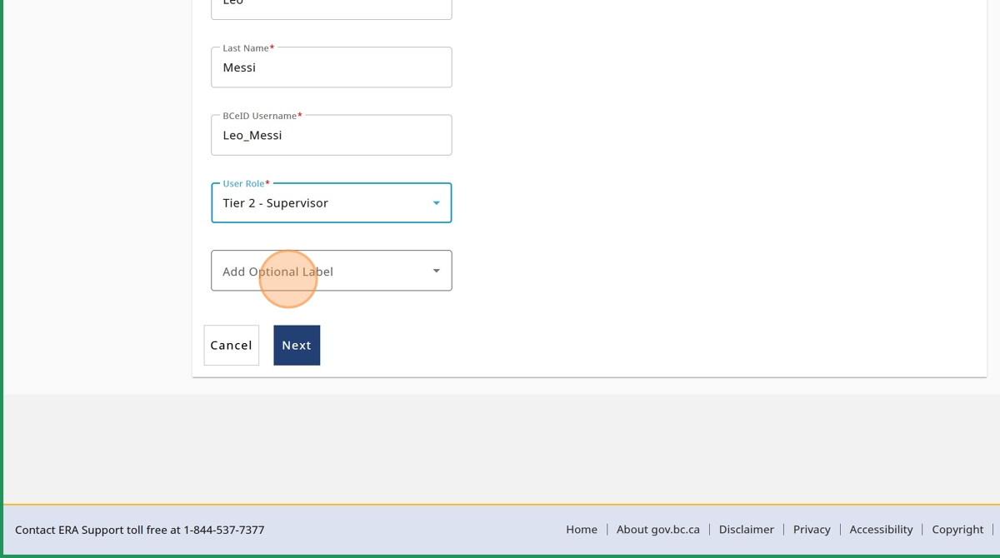 Leo
Last Name*
Messi
BCeID Username*
Leo_Messi
User Role*
Tier 2 - Supervisor
Add Optional Label
Cancel Next
Contact ERA Support toll free at 1-844-537-7377 Home | About gov.bc.ca | Disclaimer | Privacy | Accessibility | Copyright |